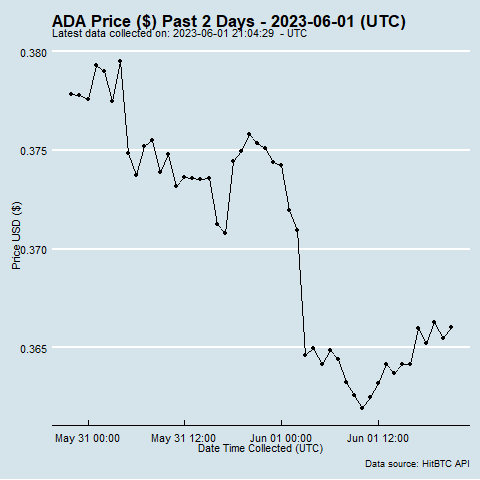 ADA Price ($) Past 2 Days - 2023-06-01 (UTC)
Latest data collected on: 2023-06-01 21:04:29 - UTC
0.380
0.375
0.370
0.365
Price USD ($)
May 31 00:00
May 31 12:00
Jun 01 00:00
Jun 01 12:00
Date Time Collected (UTC)
Data source: HitBTC API